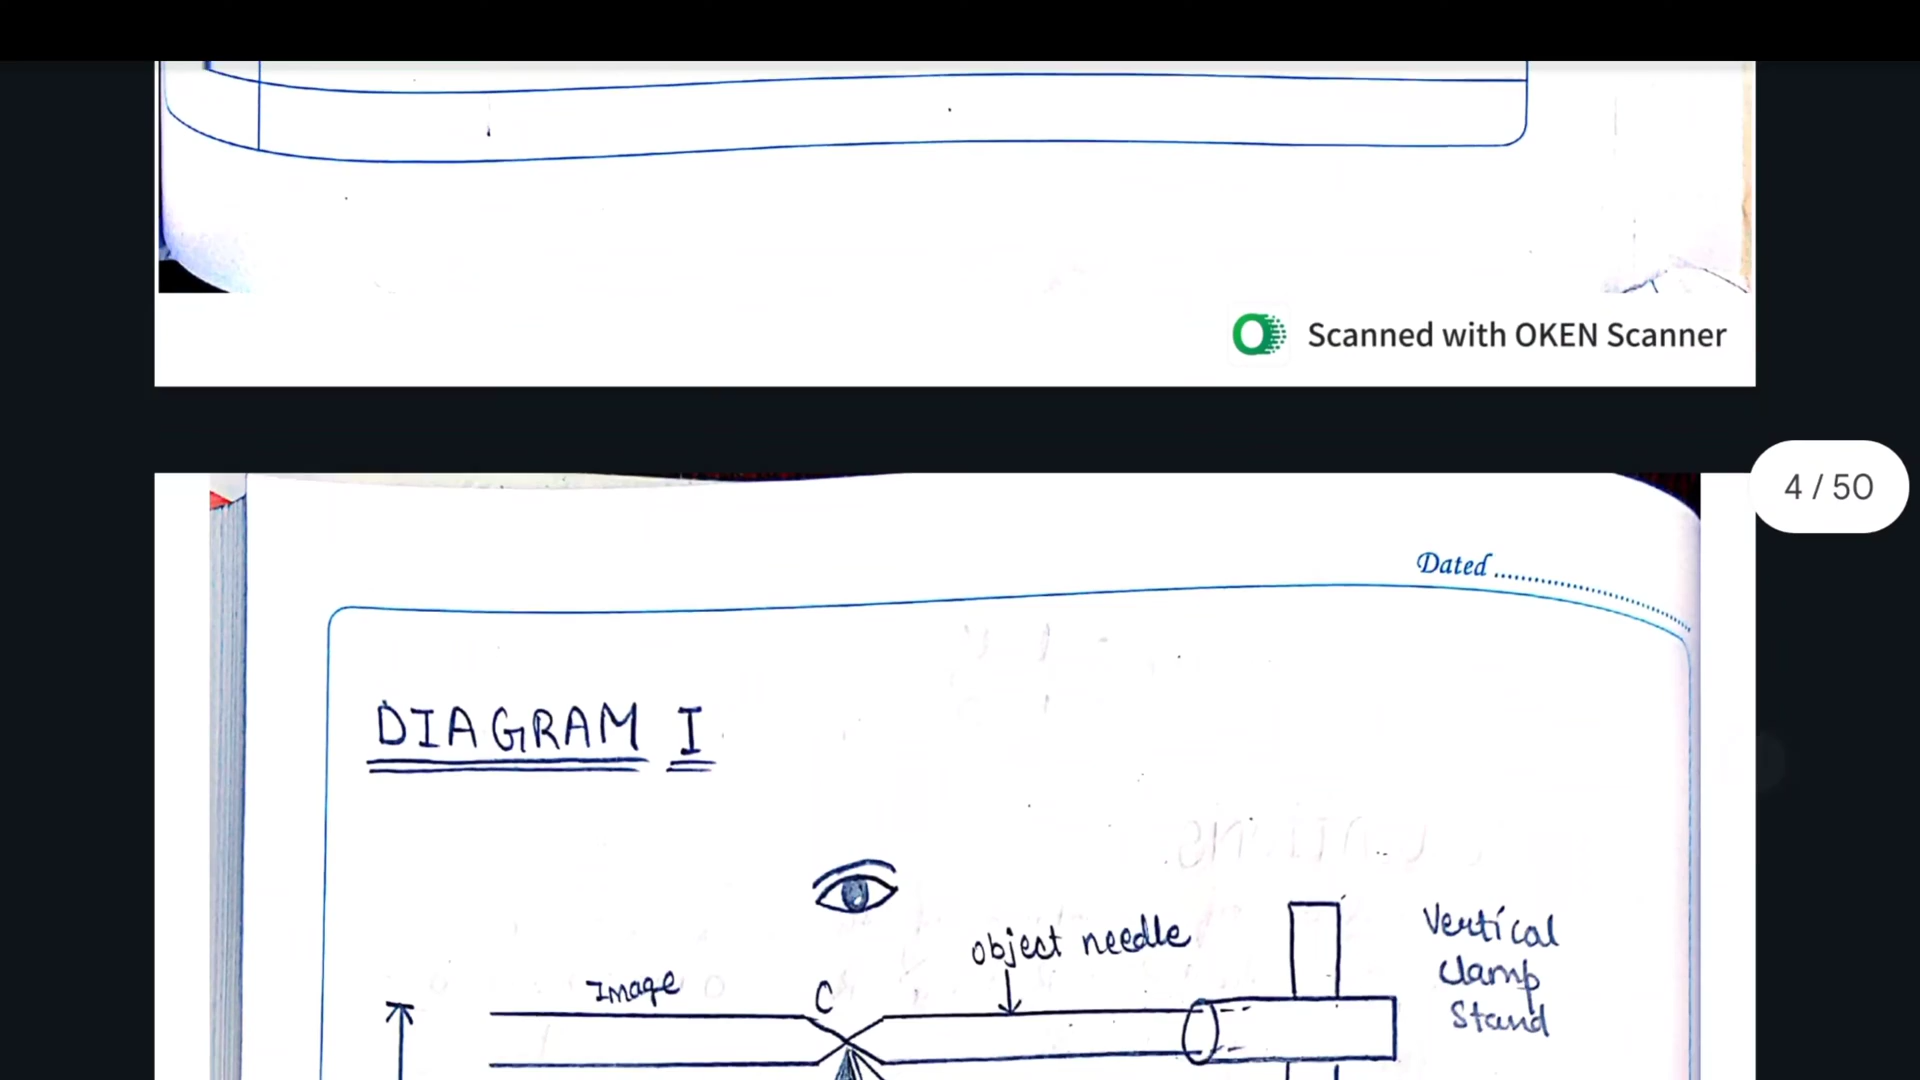 Scanned with OKEN Scanner
4 / 50
Dated
DIAGRAM I
object needle
Vertical
Clamp
Stand
Image
C